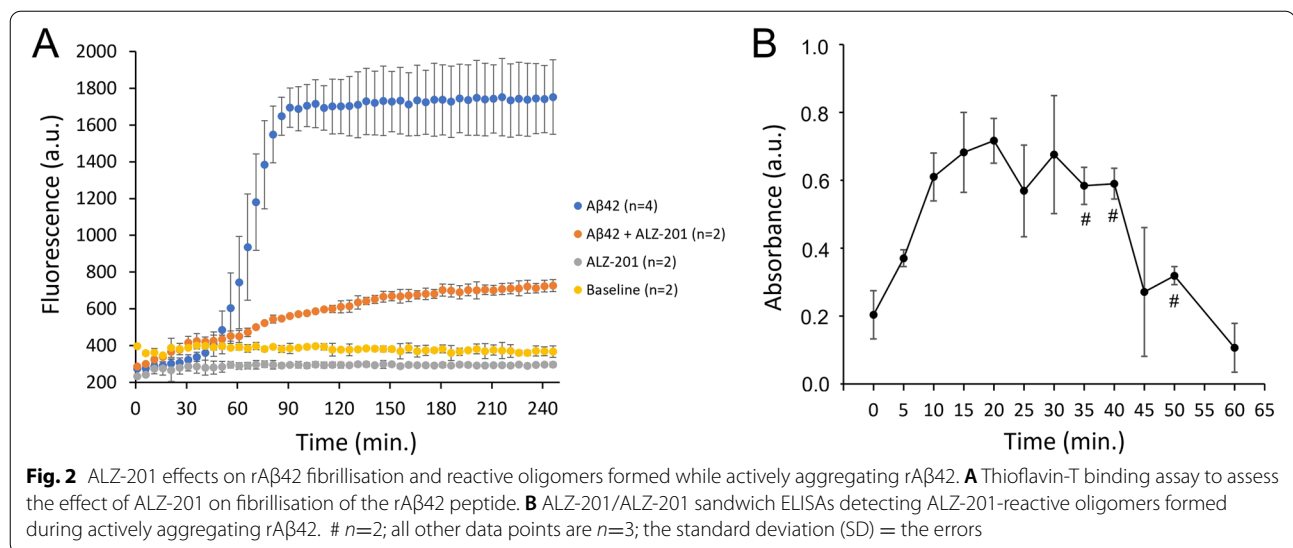 A
2000
1800
1600
1400
1200
1000
800
600
400
200
Fluorescence (a.u.)
0 30 60 90 120 150 180 210 240
Time (min.)
Aβ42 (n=4)
Aβ42 + ALZ-201 (n=2)
ALZ-201 (n=2)
Baseline (n=2)
B
1.0
0.8
0.6
0.4
0.2
0.0
Absorbance (a.u.)
# # #
0 5 10 15 20 25 30 35 40 45 50 55 60 65
Time (min.)
Fig. 2 ALZ-201 effects on rAβ42 fibrillisation and reactive oligomers formed while actively aggregating rAβ42. A Thioflavin-T binding assay to assess
the effect of ALZ-201 on fibrillisation of the rAβ42 peptide. B ALZ-201/ALZ-201 sandwich ELISAs detecting ALZ-201-reactive oligomers formed
during actively aggregating rAβ42. # n=2; all other data points are n=3; the standard deviation (SD) = the errors